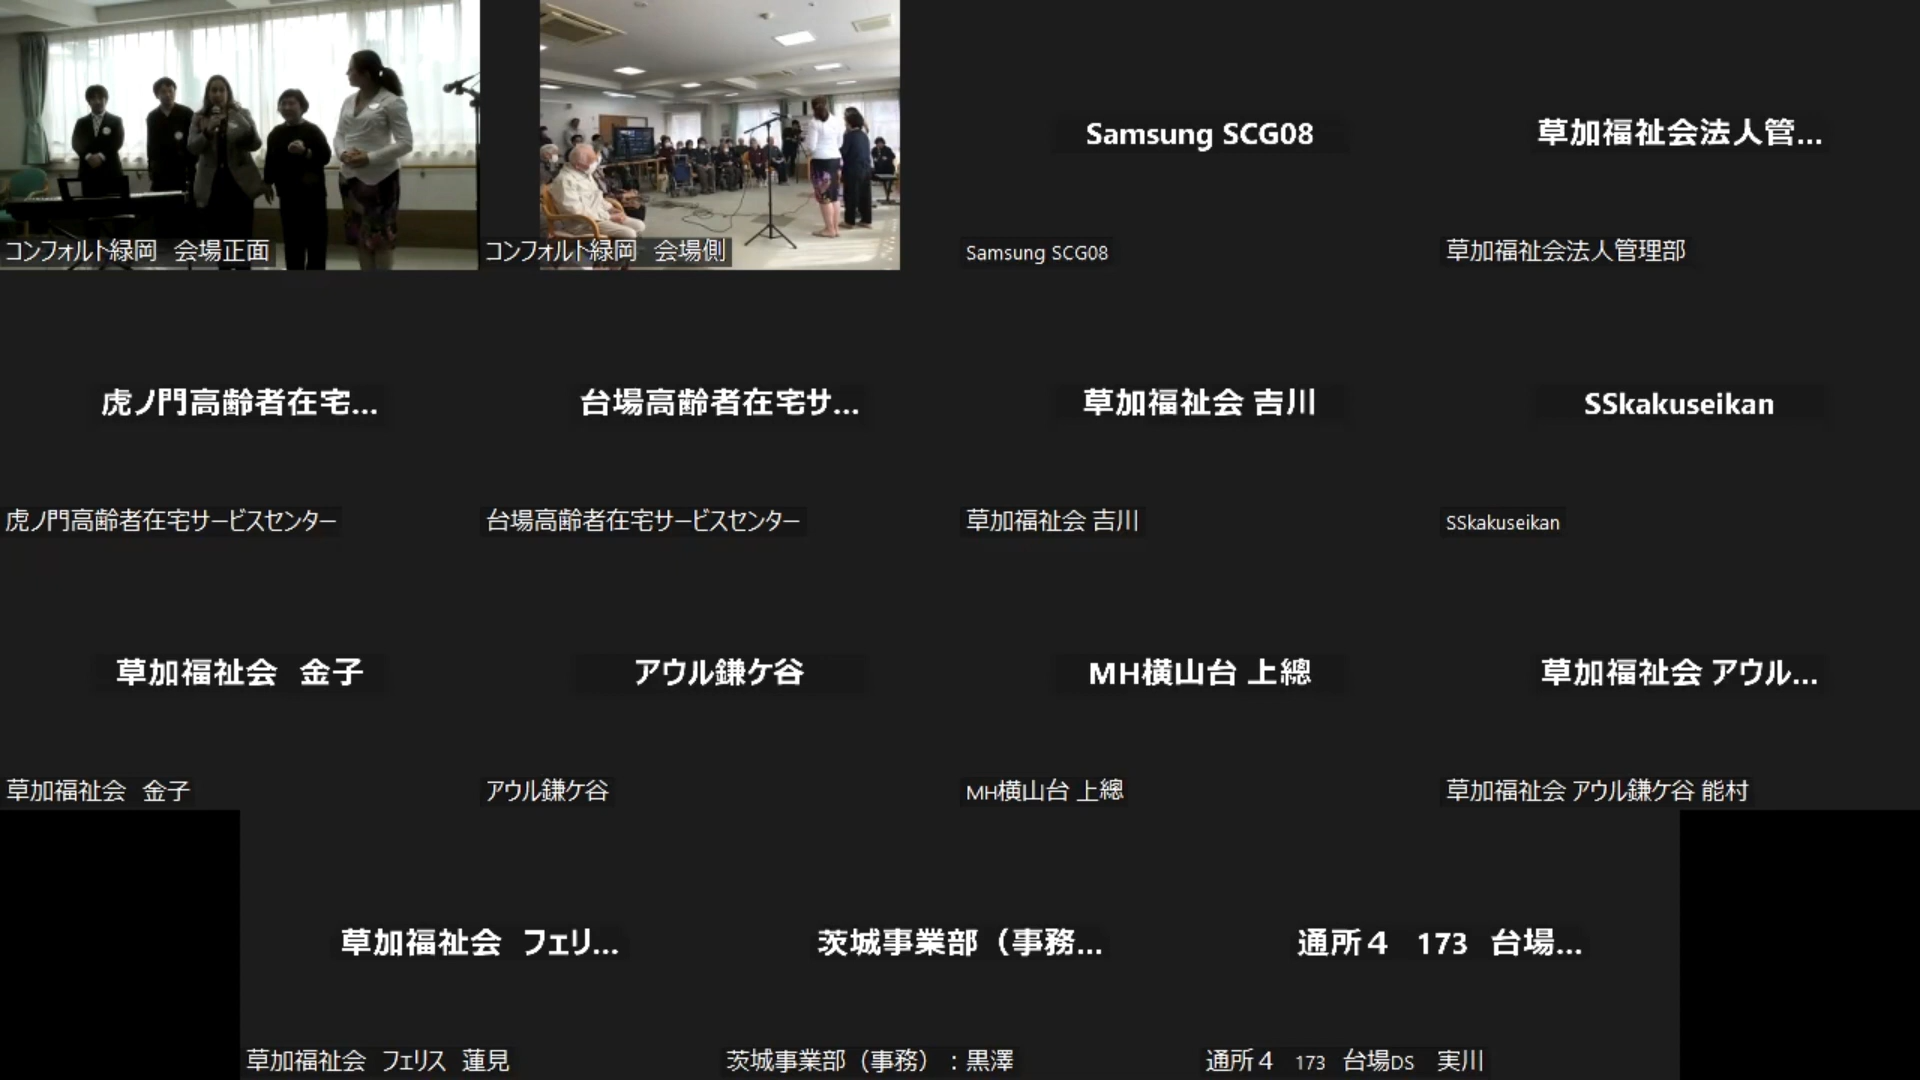 コンフォルト緑岡　会場正面
コンフォルト緑岡　会場側
Samsung SCG08
Samsung SCG08
草加福祉会法人管...
草加福祉会法人管理部
虎ノ門高齢者在宅...
虎ノ門高齢者在宅サービスセンター
台場高齢者在宅サ...
台場高齢者在宅サービスセンター
草加福祉会 吉川
草加福祉会 吉川
SSkakuseikan
SSkakuseikan
草加福祉会　金子
草加福祉会　金子
アウル鎌ケ谷
アウル鎌ケ谷
MH横山台 上總
MH横山台 上總
草加福祉会 アウル...
草加福祉会 アウル鎌ケ谷 能村
草加福祉会　フェリ...
草加福祉会　フェリス　蓮見
茨城事業部（事務...
茨城事業部（事務）：黒澤
通所４　173　台場...
通所４　173　台場DS　実川